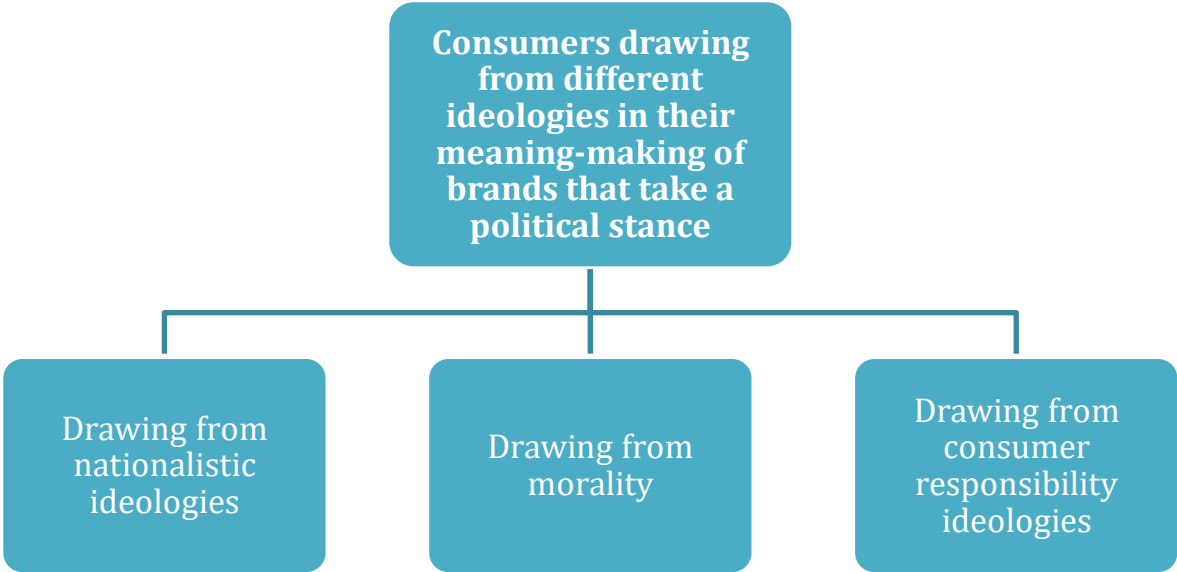 Consumers drawing
from different
ideologies in their
meaning-making of
brands that take a
political stance
Drawing from
nationalistic
ideologies
Drawing from
morality
Drawing from
consumer
responsibility
ideologies